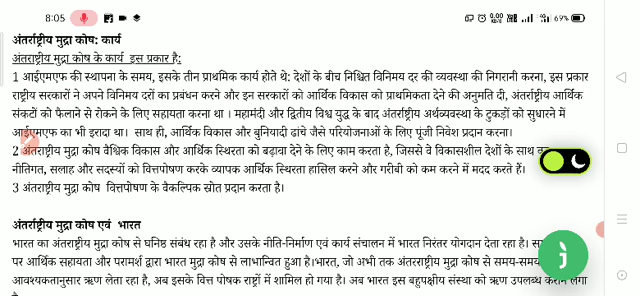 8:05
69%
अंतर्राष्ट्रीय मुद्रा कोष: कार्य
अंतराष्ट्रीय मुद्रा कोष के कार्य इस प्रकार है:
1 आईएमएफ की स्थापना के समय, इसके तीन प्राथमिक कार्य होते थे: देशों के बीच निश्चित विनिमय दर की व्यवस्था की निगरानी करना, इस प्रकार
राष्ट्रीय सरकारों ने अपने विनिमय दरों का प्रबंधन करने और इन सरकारों को आर्थिक विकास को प्राथमिकता देने की अनुमति दी, अंतर्राष्ट्रीय आर्थिक
संकटों को फैलाने से रोकने के लिए सहायता करना था । महामंदी और द्वितीय विश्व युद्ध के बाद अंतर्राष्ट्रीय अर्थव्यवस्था के टुकड़ों को सुधारने में
आईएमएफ का भी इरादा था। साथ ही, आर्थिक विकास और बुनियादी ढांचे जैसे परियोजनाओं के लिए पूंजी निवेश प्रदान करना।
2 अंतराष्ट्रीय मुद्रा कोष वैश्विक विकास और आर्थिक स्थिरता को बढ़ावा देने के लिए काम करता है, जिससे वे विकासशील देशों के साथ
नीतिगत, सलाह और सदस्यों को वित्तपोषण करके व्यापक आर्थिक स्थिरता हासिल करने और गरीबी को कम करने में मदद करते हैं।
3 अंतराष्ट्रीय मुद्रा कोष वित्तपोषण के वैकल्पिक स्रोत प्रदान करता है।
अंतर्राष्ट्रीय मुद्रा कोष एवं भारत
भारत का अंतराष्ट्रीय मुद्रा कोष से घनिष्ठ संबंध रहा है और उसके नीति-निर्माण एवं कार्य संचालन में भारत निरंतर योगदान देता रहा है।
पर आर्थिक सहायता और परामर्श द्वारा भारत मुद्रा कोष से लाभान्वित हुआ है।भारत, जो अभी तक अंतरराष्ट्रीय मुद्रा कोष से समय-समय
आवश्यकतानुसार ऋण लेता रहा है, अब इसके वित्त पोषक राष्ट्रों में शामिल हो गया है। अब भारत इस बहुपक्षीय संस्था को ऋण उपलब्ध कराने लगा